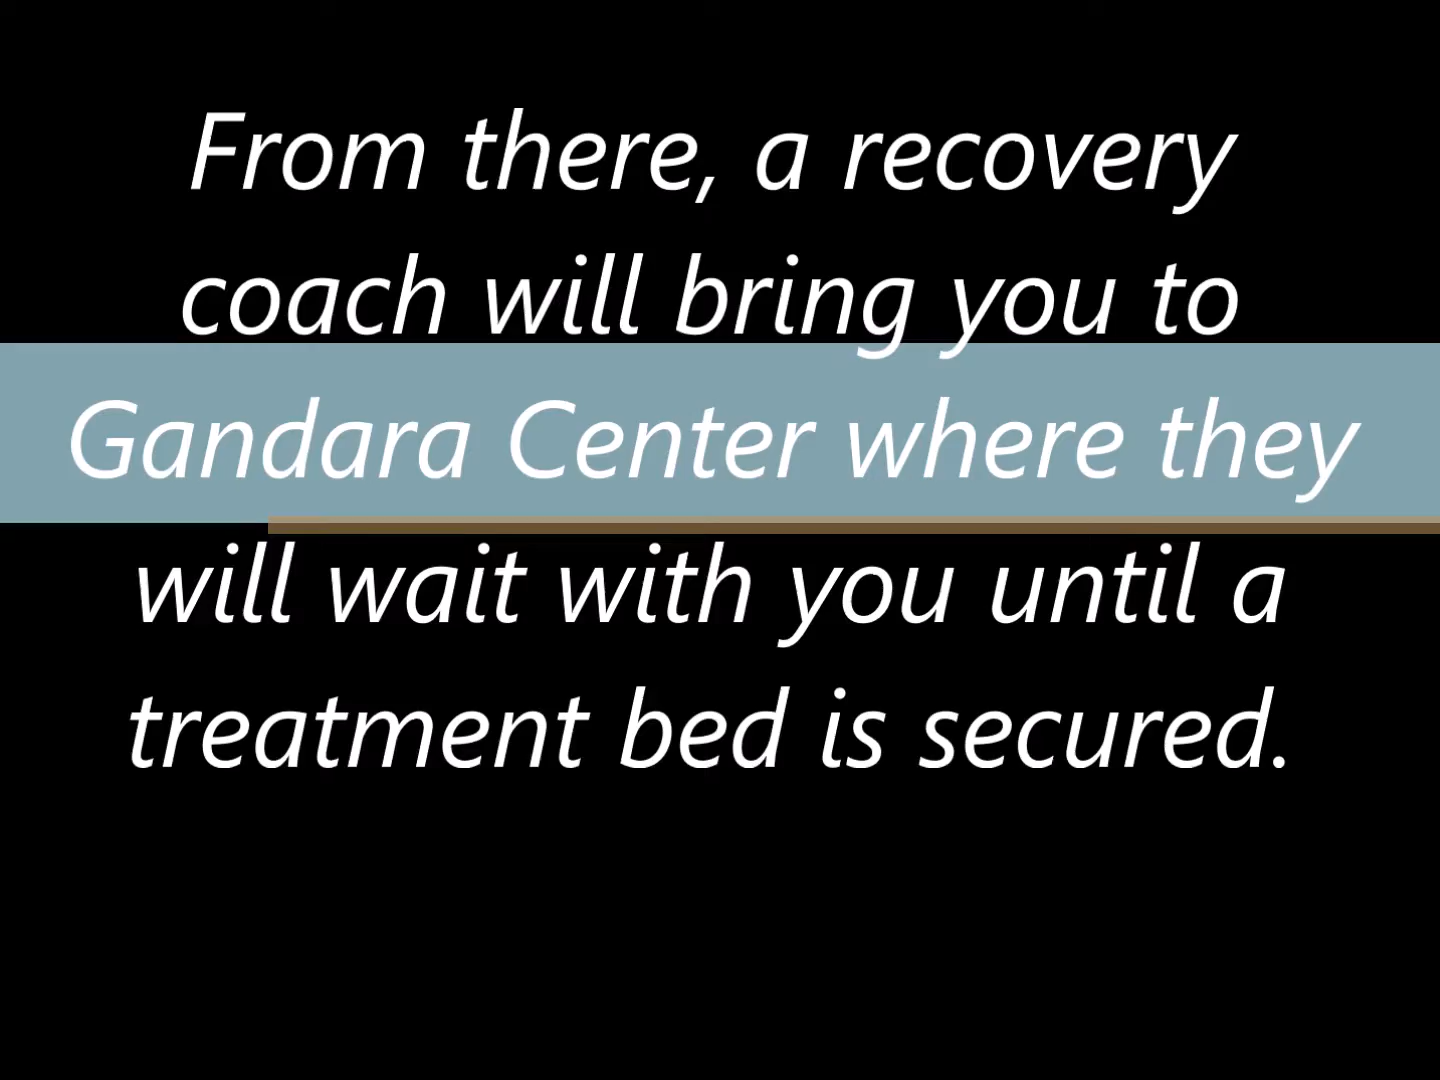 From there, a recovery
coach will bring you to
Gandara Center where they
will wait with you until a
treatment bed is secured.